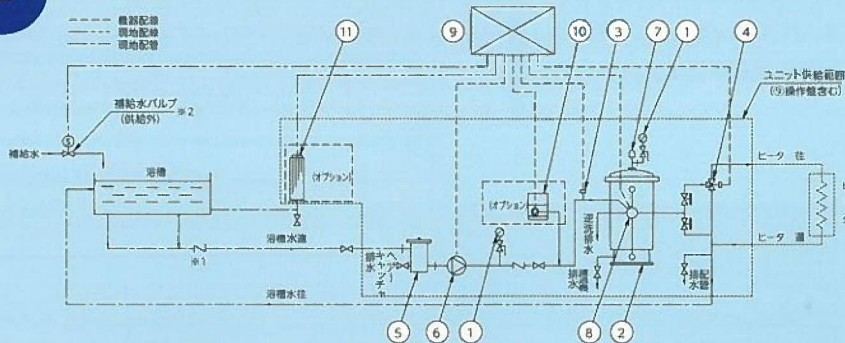 機器配線
現地配線
現地配管
⑪
⑨
⑩
③
⑦
①
④
補給水バルブ ※2
(供給外)
ユニット供給範囲
(⑨操作盤含む)
S
補給水
浴槽
(オプション)
(オプション)
ヒータ 往
ヒータ 還
浴槽水還
※1
ヘアーキャッチャ
排水
逆洗排水
排水
配管
排水
浴槽水往
⑤
⑥
①
⑧
②